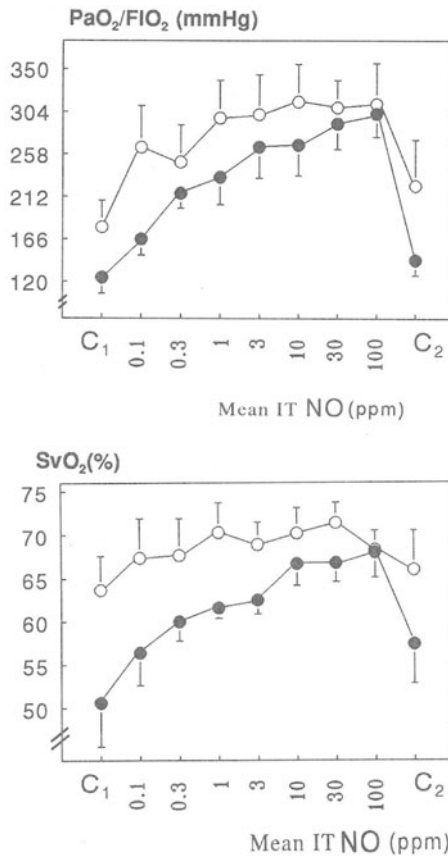 PaO₂/FIO₂ (mmHg)
350
304
258
212
166
120
C₁ 0.1 0.3 1 3 10 30 100 C₂
Mean IT NO (ppm)
SvO₂(%)
75
70
65
60
55
50
C₁ 0.1 0.3 1 3 10 30 100 C₂
Mean IT NO (ppm)